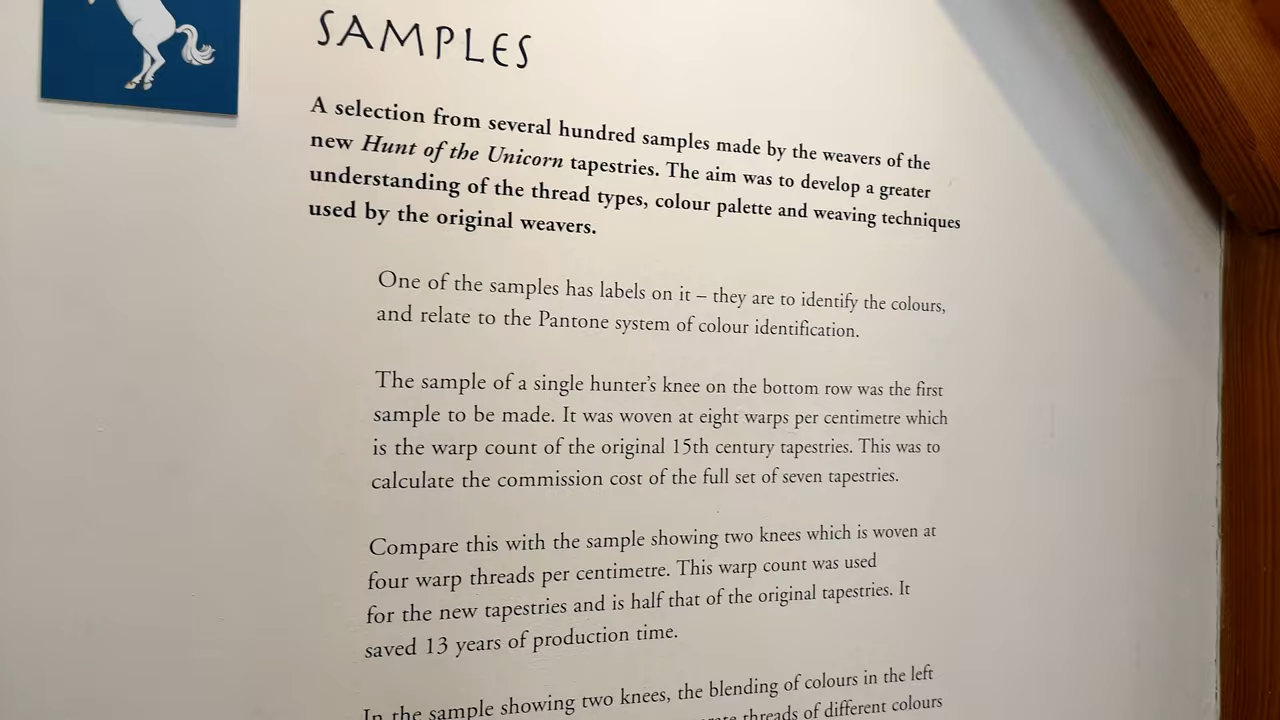 SAMPLES
A selection from several hundred samples made by the weavers of the
new Hunt of the Unicorn tapestries. The aim was to develop a greater
understanding of the thread types, colour palette and weaving techniques
used by the original weavers.
One of the samples has labels on it – they are to identify the colours,
and relate to the Pantone system of colour identification.
The sample of a single hunter's knee on the bottom row was the first
sample to be made. It was woven at eight warps per centimetre which
is the warp count of the original 15th century tapestries. This was to
calculate the commission cost of the full set of seven tapestries.
Compare this with the sample showing two knees which is woven at
four warp threads per centimetre. This warp count was used
for the new tapestries and is half that of the original tapestries. It
saved 13 years of production time.
In the sample showing two knees, the blending of colours in the left
threads of different colours